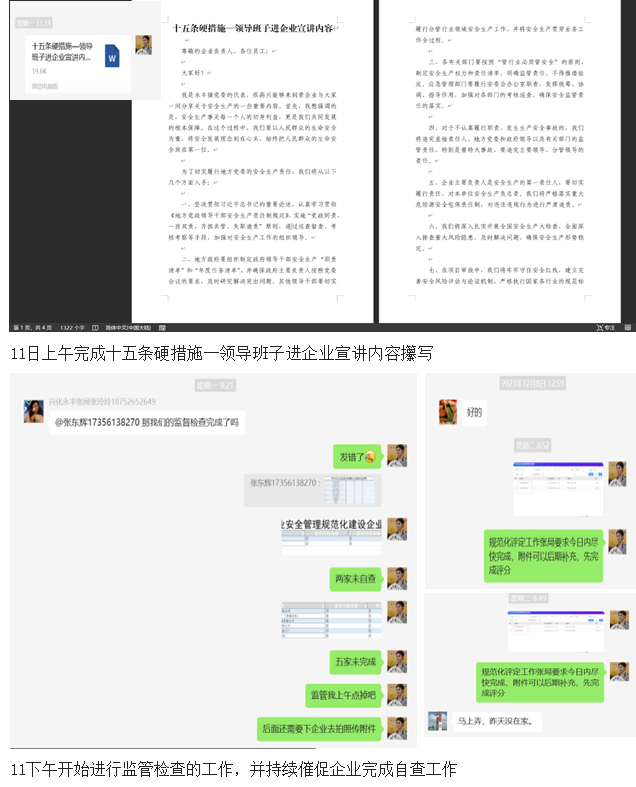 星期一 11:14
十五条硬措施—领导
班子进企业宣讲内...
19.6K
微信电脑版
W
十五条硬措施—领导班子进企业宣讲内容
尊敬的企业负责人、各位员工：
大家好！
我是永丰镇党委的代表，很高兴能够来到贵企业与大家
一同分享关于安全生产的一些重要内容。首先，我想强调的
是，安全生产事关每一个人的切身利益，更是我们共同发展
的根本保障。在这个过程中，我们要以人民群众的生命安全
为重，将安全发展理念刻在心头，始终把人民群众的生命安
全放在第一位。
为了切实履行地方党委的安全生产责任，我们将从以下
几个方面入手：
一、坚决贯彻习近平总书记的重要论述，认真学习贯彻
《地方党政领导干部安全生产责任制规定》，实施“党政同责、
一岗双责、齐抓共管、失职追责”原则，通过巡查督查、考
核考察等手段，加强对安全生产工作的组织领导。
二、地方政府要组织制定政府领导干部安全生产“职责
清单”和“年度任务清单”，并确保政府主要负责人按照党委
会议的要求，及时研究解决突出问题。其他领导干部要切实
第 1 页，共 4 页 1322 个字 简体中文(中国大陆)
履行分管行业领域安全生产工作，并将安全生产贯穿业务工
作全过程。
三、各有关部门要按照“管行业必须管安全”的原则，
制定安全生产权力和责任清单，明确监管责任，不得推诿扯
皮。应急管理部门要履行安委会办公室职责，发挥统筹、协
调、指导作用，加强对各部门的考核巡查，确保安全监管责
任的落实。
四、对于不认真履行职责、发生生产安全事故的，我们
将追究直接责任人、地方党委和政府领导以及有关部门的监
管责任。特别是重特大事故，要追究主要领导、分管领导的
责任。
五、企业主要负责人是安全生产的第一责任人，要切实
履行责任，对本单位安全生产负总责。我们将严格落实重大
危险源安全包保责任制，对违法违规行为进行严肃追责。
六、我们将深入扎实开展全国安全生产大检查，全面深
入排查重大风险隐患，及时解决问题，确保安全生产形势稳
定。
七、在项目审批中，我们将牢牢守住安全红线，建立完
善安全风险评估与论证机制，严格执行国家各行业的规范标
专注
11日上午完成十五条硬措施—领导班子进企业宣讲内容撰写
星期一 9:21
兴化永丰张局张玲玲18752652649
@张东辉17356138270 据我们的监督检查完成了吗
发错了
张东辉17356138270：
业安全管理规范化建设企业
两家未自查
五家未完成
监管我上午点掉吧
后面还需要下企业去拍照传附件
2023年12月8日 12:59
好的
星期二 8:52
规范化评定工作张局要求今日内尽
快完成，附件可以后期补充，先完
成评分
星期二 8:49
规范化评定工作张局要求今日内尽
快完成，附件可以后期补充，先完
成评分
马上弄，昨天没在家。
11下午开始进行监管检查的工作，并持续催促企业完成自查工作